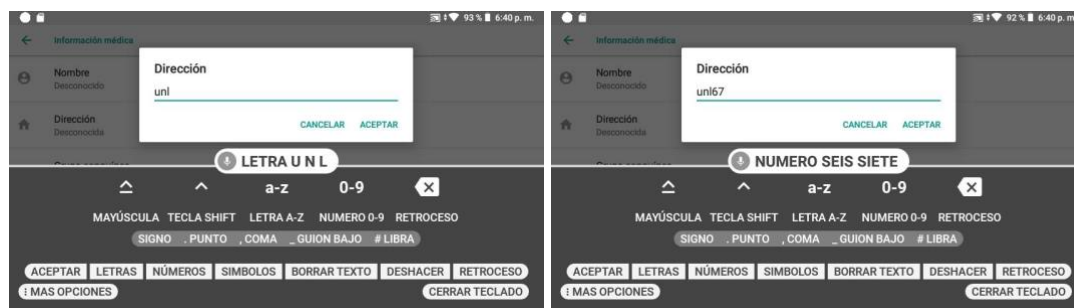 93 % 6:40 p. m.
Información médica
Nombre
Desconocido
Dirección
Desconocida
Dirección
unl
CANCELAR ACEPTAR
LETRA U N L
a-z 0-9
MAYÚSCULA TECLA SHIFT LETRA A-Z NUMERO 0-9 RETROCESO
SIGNO . PUNTO , COMA _ GUION BAJO # LIBRA
ACEPTAR LETRAS NÚMEROS SIMBOLOS BORRAR TEXTO DESHACER RETROCESO
MAS OPCIONES CERRAR TECLADO
92 % 6:40 p. m
Información médica
Nombre
Desconocido
Dirección
Desconocida
Dirección
unl67
CANCELAR ACEPTAR
NUMERO SEIS SIETE
a-z 0-9
MAYÚSCULA TECLA SHIFT LETRA A-Z NUMERO 0-9 RETROCESO
SIGNO . PUNTO , COMA _ GUION BAJO # LIBRA
ACEPTAR LETRAS NÚMEROS SIMBOLOS BORRAR TEXTO DESHACER RETROCESO
MAS OPCIONES CERRAR TECLADO